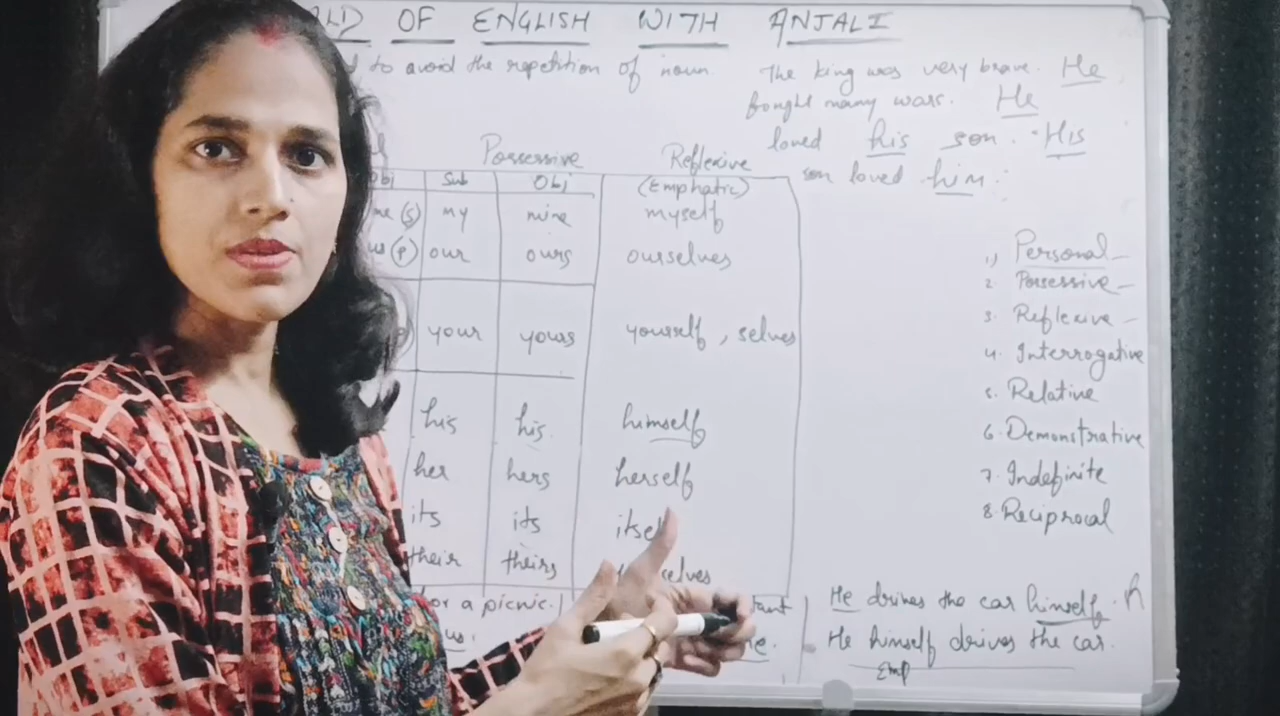 OF ENGLISH WITH ANJALI
to avoid the repetition of noun
The king was very brave. He
fought many wars. He
loved his son. His
son loved him.
Possessive Reflexive
Obj Sub Obj (Emphatic)
me (s) my mine myself
us (p) our ours ourselves
your yours yourself, selves
his his himself
her hers herself
its its
their theirs
1, Personal
2. Possessive
3. Reflexive
4. Interrogative
5. Relative
6. Demonstrative
7. Indefinite
8. Reciprocal
for a picnic.
us.
He drives the car himself.
He himself drives the car.
Emp